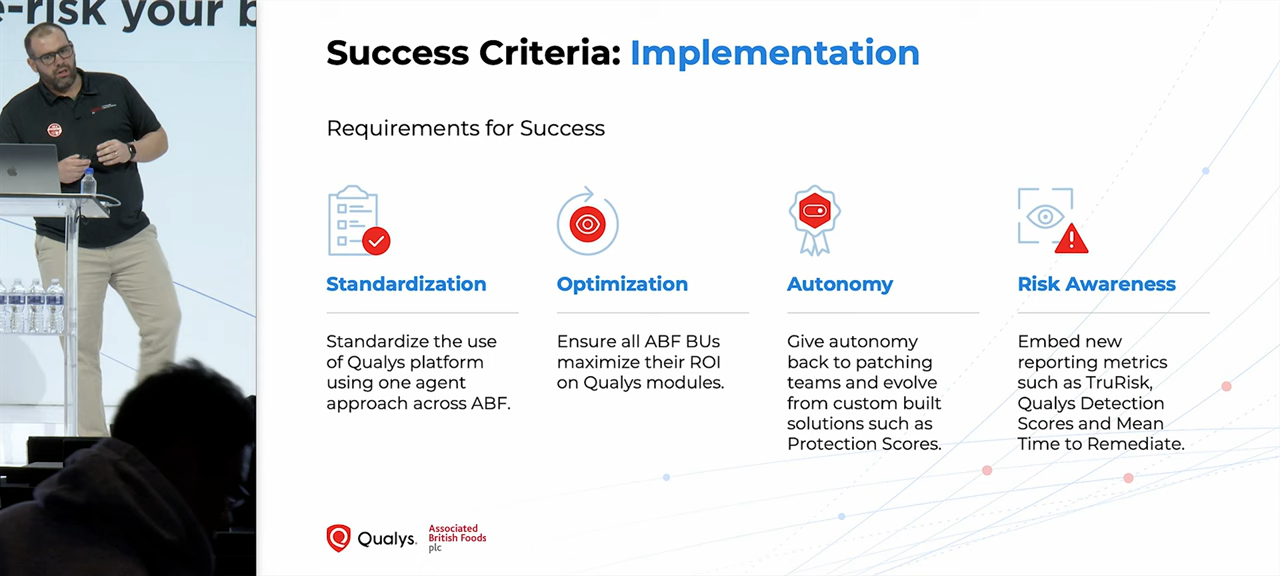 e-risk your b
Success Criteria: Implementation
Requirements for Success
Standardization
Standardize the use
of Qualys platform
using one agent
approach across ABF.
Optimization
Ensure all ABF BUs
maximize their ROI
on Qualys modules.
Autonomy
Give autonomy
back to patching
teams and evolve
from custom built
solutions such as
Protection Scores.
Risk Awareness
Embed new
reporting metrics
such as TruRisk,
Qualys Detection
Scores and Mean
Time to Remediate.
Qualys.
Associated
British Foods
plc